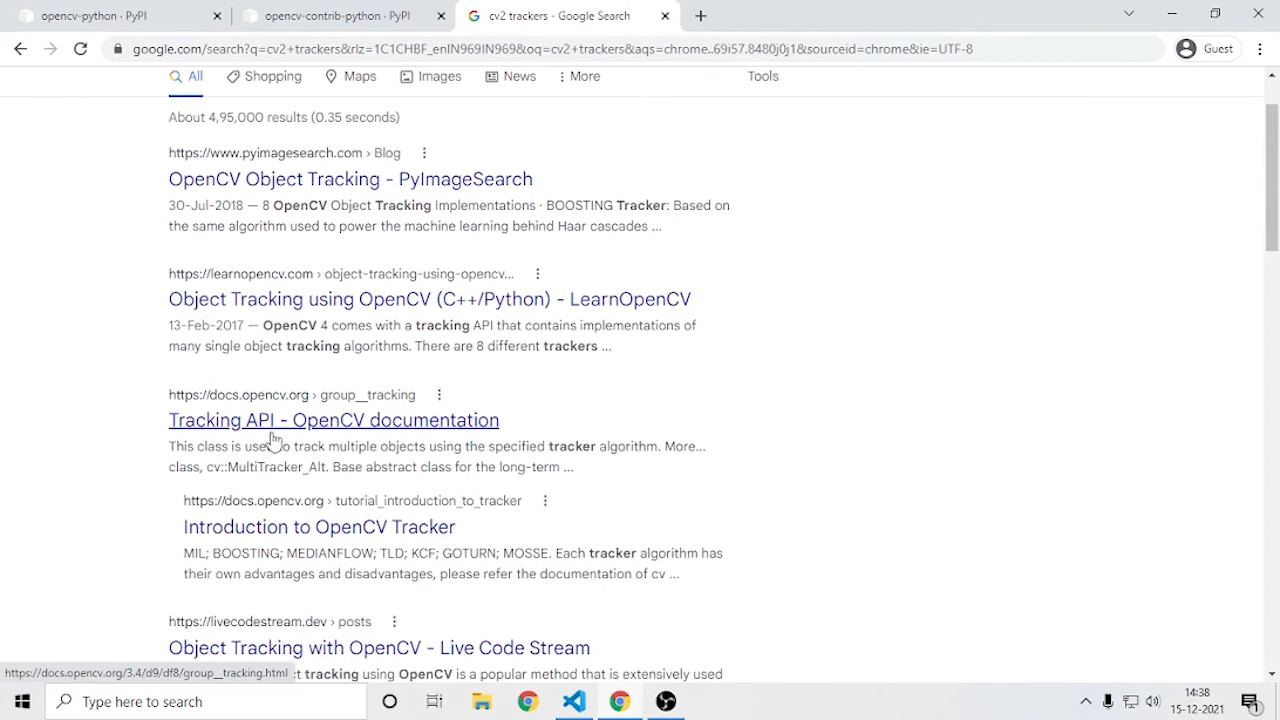 opencv-python · PyPI
opencv-contrib-python · PyPI
cv2 trackers - Google Search
google.com/search?q=cv2+trackers&rlz=1C1CHBF_enIN969IN969&oq=cv2+trackers&aqs=chrome..69i57.8480j0j1&sourceid=chrome&ie=UTF-8
Guest
All
Shopping
Maps
Images
News
More
Tools
About 4,95,000 results (0.35 seconds)
https://www.pyimagesearch.com › Blog
OpenCV Object Tracking - PyImageSearch
30-Jul-2018 — 8 OpenCV Object Tracking Implementations · BOOSTING Tracker: Based on
the same algorithm used to power the machine learning behind Haar cascades ...
https://learnopencv.com › object-tracking-using-opencv...
Object Tracking using OpenCV (C++/Python) - LearnOpenCV
13-Feb-2017 — OpenCV 4 comes with a tracking API that contains implementations of
many single object tracking algorithms. There are 8 different trackers ...
https://docs.opencv.org › group__tracking
Tracking API - OpenCV documentation
This class is used to track multiple objects using the specified tracker algorithm. More...
class, cv::MultiTracker_Alt. Base abstract class for the long-term ...
https://docs.opencv.org › tutorial_introduction_to_tracker
Introduction to OpenCV Tracker
MIL; BOOSTING; MEDIANFLOW; TLD; KCF; GOTURN; MOSSE. Each tracker algorithm has
their own advantages and disadvantages, please refer the documentation of cv ...
https://livecodestream.dev › posts
Object Tracking with OpenCV - Live Code Stream
https://docs.opencv.org/3.4/d9/df8/group__tracking.html
tracking using OpenCV is a popular method that is extensively used
Type here to search
14:38
15-12-2021
1